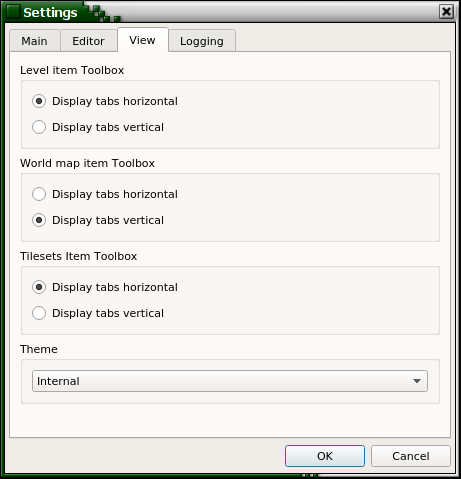 Settings
Main Editor View Logging
Level item Toolbox
Display tabs horizontal
Display tabs vertical
World map item Toolbox
Display tabs horizontal
Display tabs vertical
Tilesets Item Toolbox
Display tabs horizontal
Display tabs vertical
Theme
Internal
OK Cancel